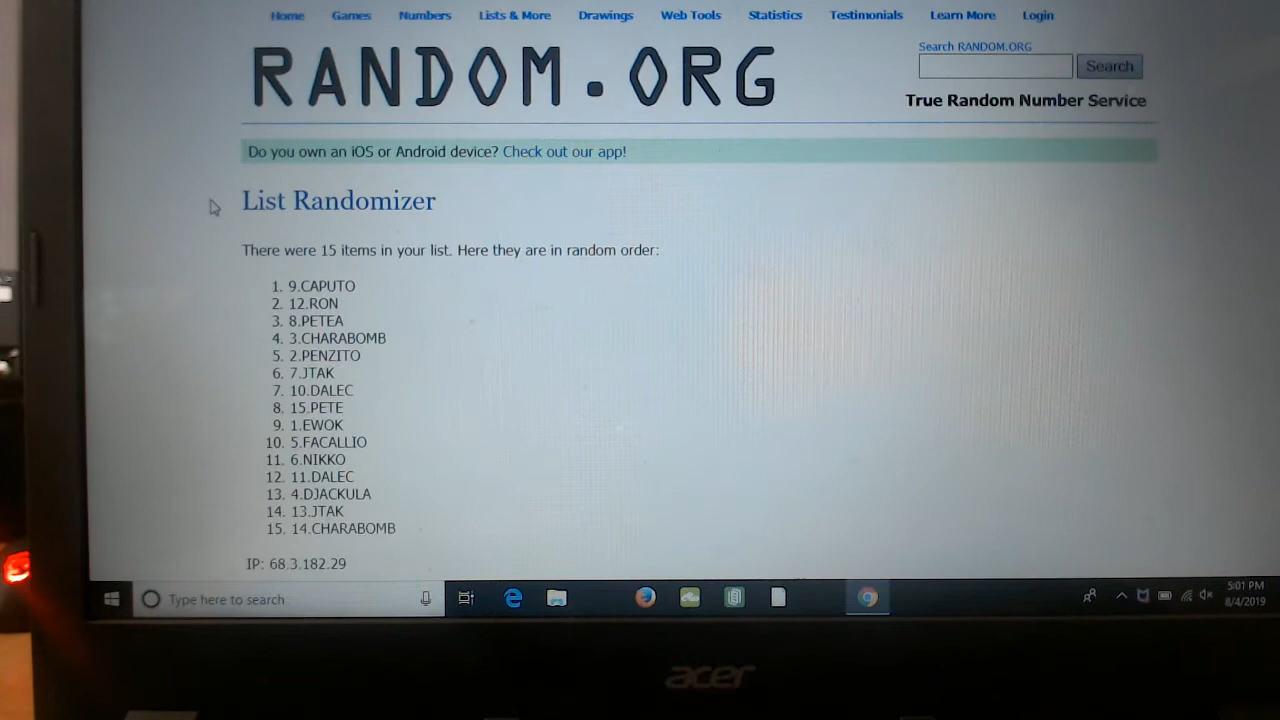 Home Games Numbers Lists & More Drawings Web Tools Statistics Testimonials Learn More Login
RANDOM.ORG
Search RANDOM.ORG
Search
True Random Number Service
Do you own an iOS or Android device? Check out our app!
List Randomizer
There were 15 items in your list. Here they are in random order:
1. 9.CAPUTO
2. 12.RON
3. 8.PETEA
4. 3.CHARABOMB
5. 2.PENZITO
6. 7.JTAK
7. 10.DALEC
8. 15.PETE
9. 1.EWOK
10. 5.FACALLIO
11. 6.NIKKO
12. 11.DALEC
13. 4.DJACKULA
14. 13.JTAK
15. 14.CHARABOMB
IP: 68.3.182.29
Type here to search
5:01 PM
8/4/2019
acer